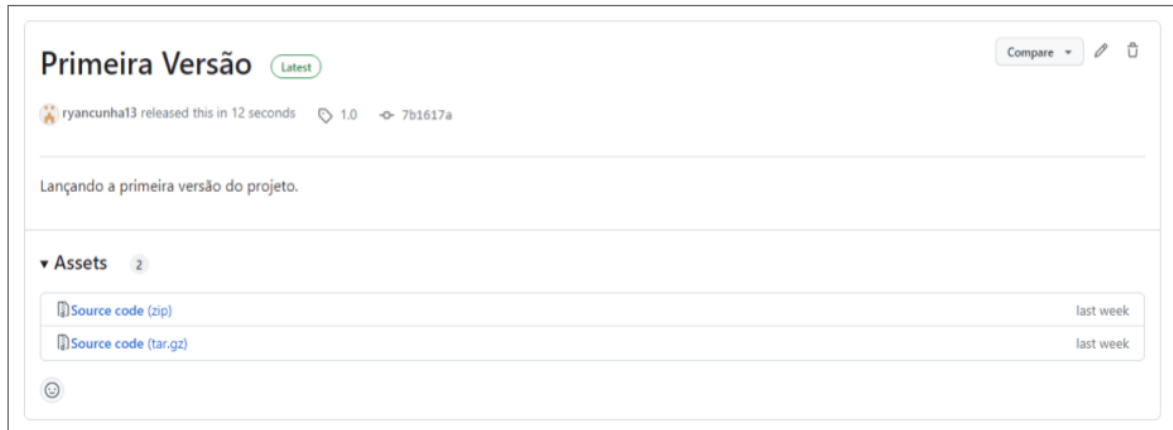 Primeira Versão Latest
Compare
ryancunha13 released this in 12 seconds 1.0 7b1617a
Lançando a primeira versão do projeto.
Assets 2
Source code (zip) last week
Source code (tar.gz) last week